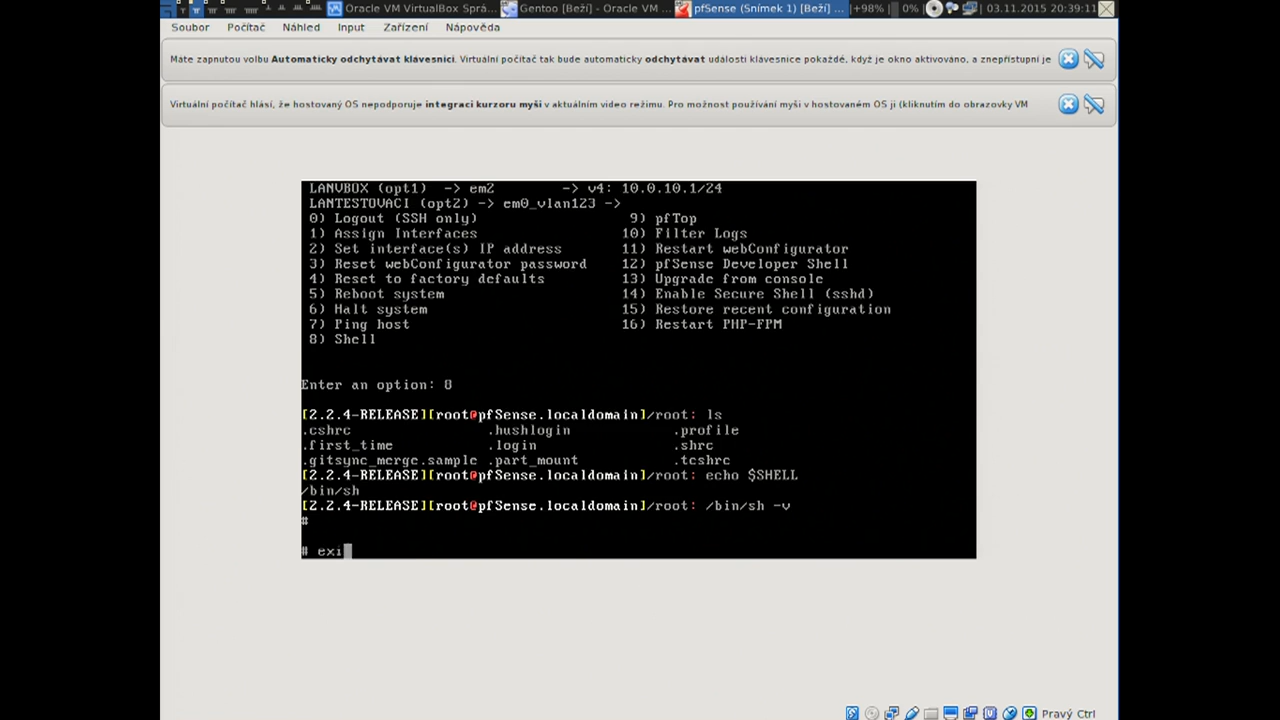 Oracle VM VirtualBox Sprá... Gentoo [Beží] - Oracle VM ... pfSense (Snímek 1) [Beží] ... +98% 0% 03.11.2015 20:39:11
Soubor Počítač Náhled Input Zařízení Nápověda
Máte zapnutou volbu Automaticky odchytávat klávesnici. Virtuální počítač tak bude automaticky odchytávat události klávesnice pokaždé, když je okno aktivováno, a znepřístupní je
Virtuální počítač hlásí, že hostovaný OS nepodporuje integraci kurzoru myši v aktuálním video režimu. Pro možnost používání myši v hostovaném OS ji (kliknutím do obrazovky VM
LANVBOX (opt1) -> em2 -> v4: 10.0.10.1/24
LANTESTOVACI (opt2) -> em0_vlan123 ->
0) Logout (SSH only) 9) pfTop
1) Assign Interfaces 10) Filter Logs
2) Set interface(s) IP address 11) Restart webConfigurator
3) Reset webConfigurator password 12) pfSense Developer Shell
4) Reset to factory defaults 13) Upgrade from console
5) Reboot system 14) Enable Secure Shell (sshd)
6) Halt system 15) Restore recent configuration
7) Ping host 16) Restart PHP-FPM
8) Shell
Enter an option: 8
[2.2.4-RELEASE][root@pfSense.localdomain]/root: ls
.cshrc .hushlogin .profile
.first_time .login .shrc
.gitsync_merge.sample .part_mount .tcshrc
[2.2.4-RELEASE][root@pfSense.localdomain]/root: echo $SHELL
/bin/sh
[2.2.4-RELEASE][root@pfSense.localdomain]/root: /bin/sh -v
#
# exi
Pravý Ctrl